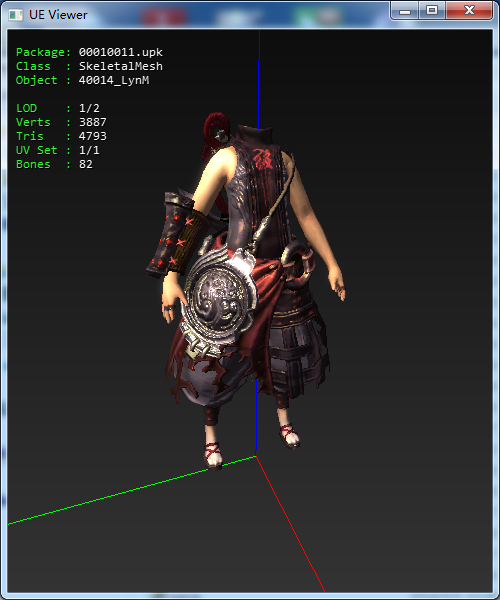 UE Viewer
Package: 00010011.upk
Class : SkeletalMesh
Object : 40014_LynM
LOD : 1/2
Verts : 3887
Tris : 4793
UV Set : 1/1
Bones : 82